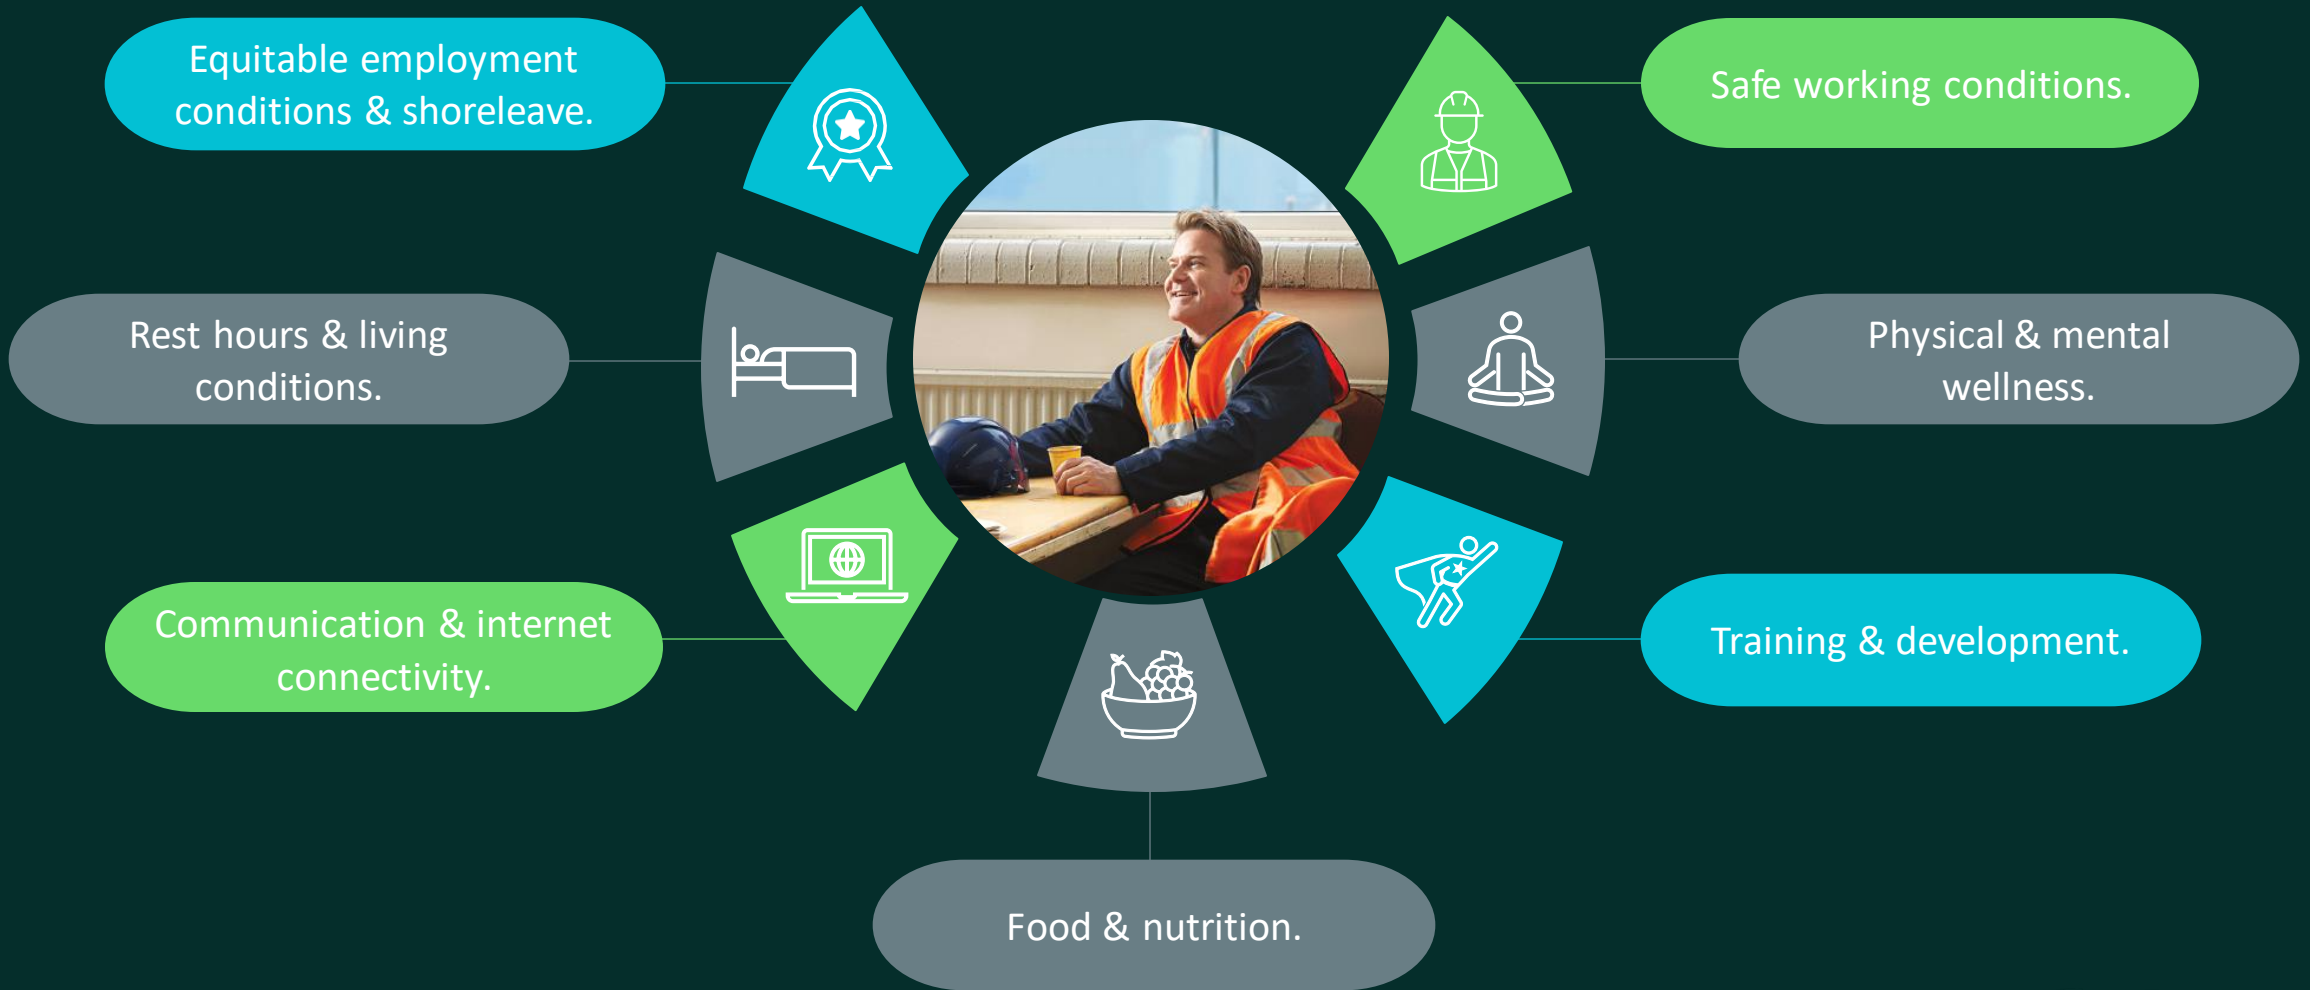 Equitable employment
conditions & shoreleave.
Safe working conditions.
Rest hours & living
conditions.
Physical & mental
wellness.
Communication & internet
connectivity.
Training & development.
Food & nutrition.